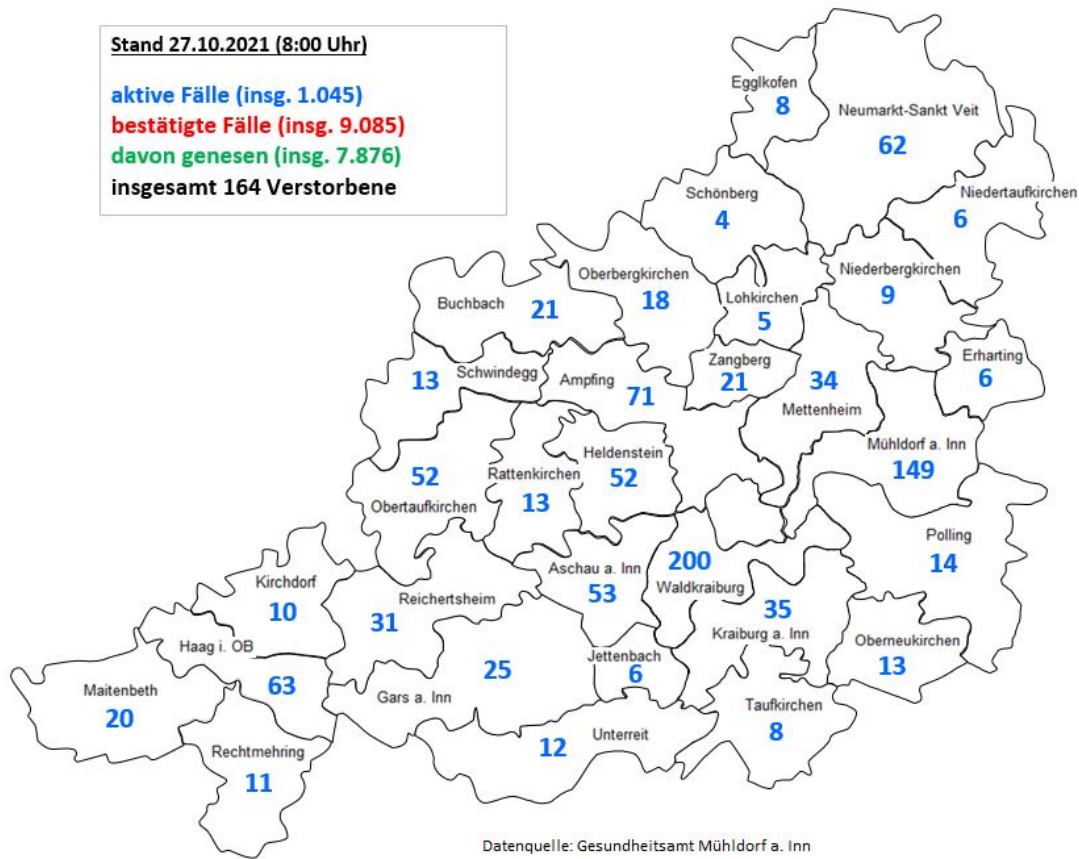 Stand 27.10.2021 (8:00 Uhr)
aktive Fälle (insg. 1.045)
bestätigte Fälle (insg. 9.085)
davon genesen (insg. 7.876)
insgesamt 164 Verstorbene
Egglkofen
8
Neumarkt-Sankt Veit
62
Niedertaufkirchen
6
Schönberg
4
Oberbergkirchen
18
Lohkirchen
5
Niederbergkirchen
9
Buchbach
21
Schwindegg
13
Ampfing
71
Zangberg
21
34
Mettenheim
Erharting
6
Mühldorf a. Inn
149
52
Obertaufkirchen
Rattenkirchen
13
Heldenstein
52
Polling
14
Aschau a. Inn
53
200
Waldkraiburg
35
Kraiburg a. Inn
Kirchdorf
10
Reichertsheim
31
Haag i. OB
63
Oberneukirchen
13
Jettenbach
6
25
Gars a. Inn
Maitenbeth
20
Taufkirchen
8
Unterreit
12
Rechtmehring
11
Datenquelle: Gesundheitsamt Mühldorf a. Inn